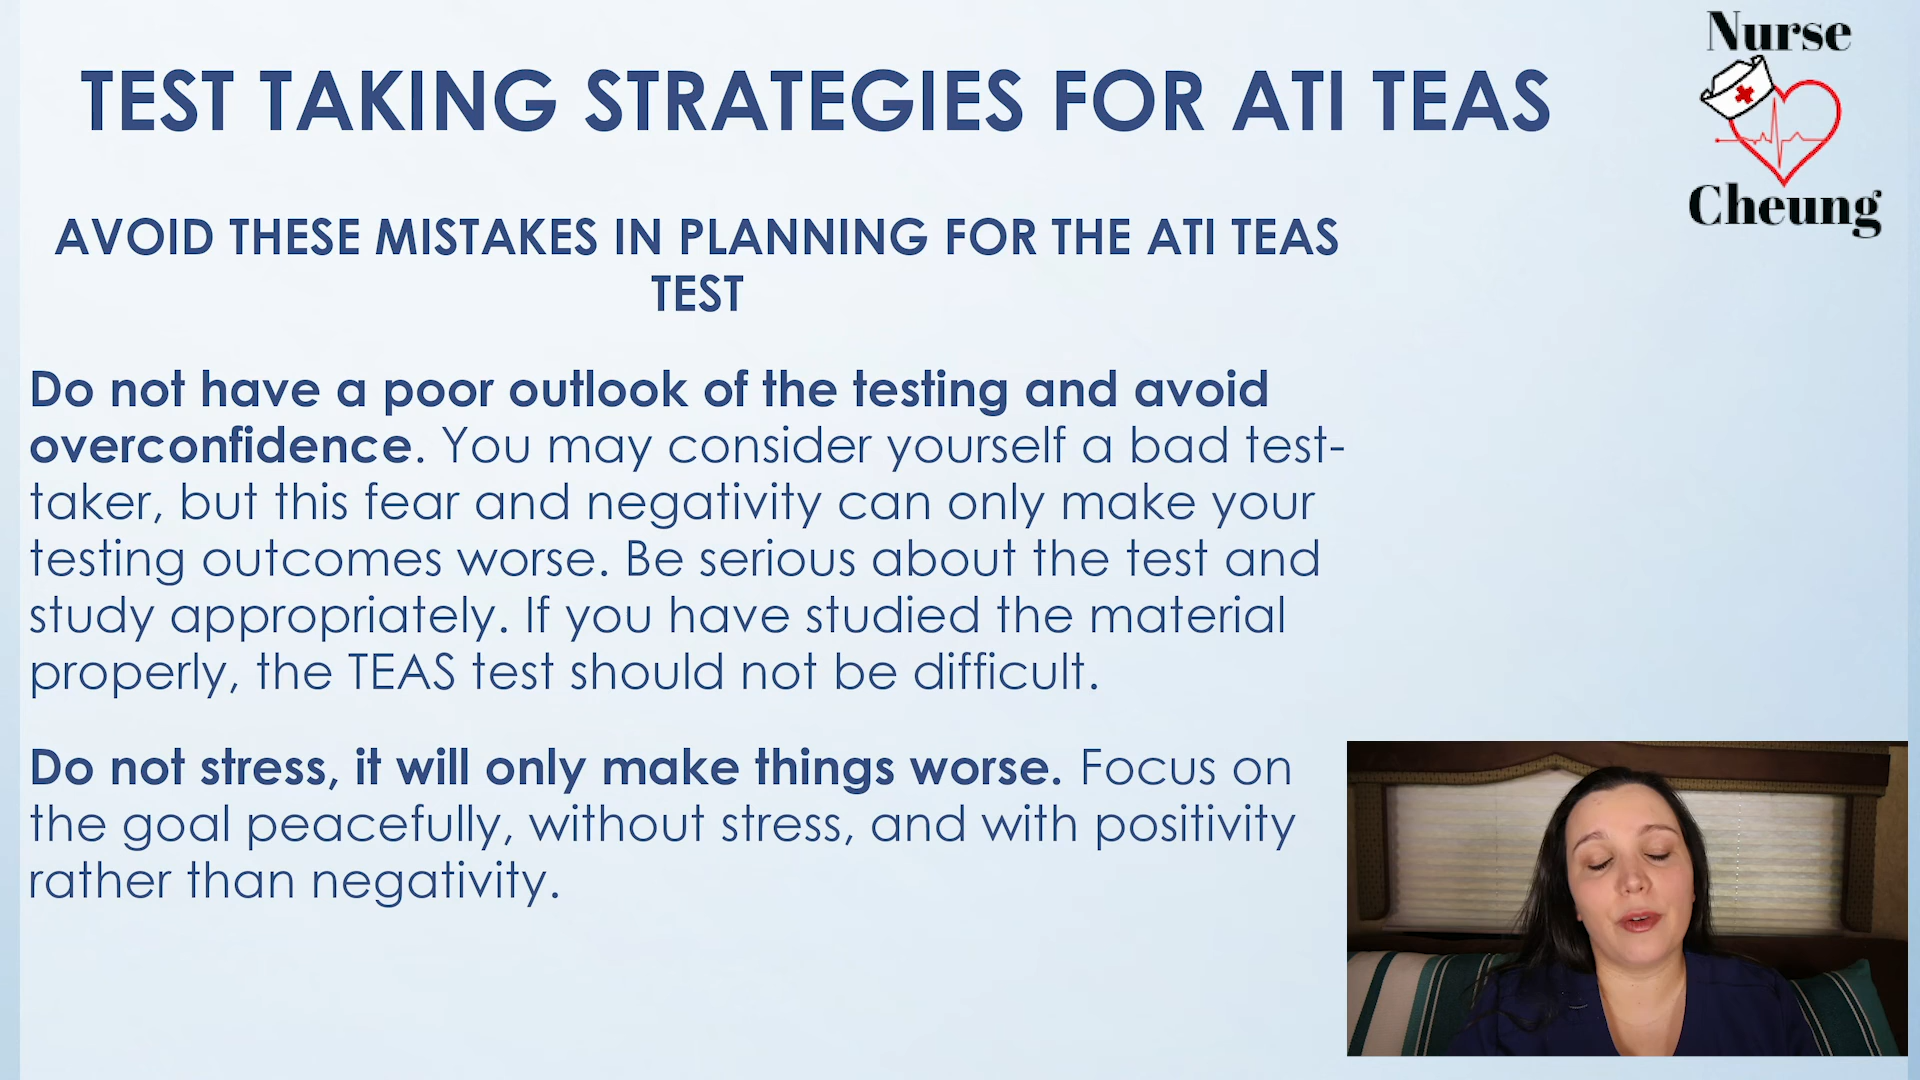 TEST TAKING STRATEGIES FOR ATI TEAS
Nurse
Cheung
AVOID THESE MISTAKES IN PLANNING FOR THE ATI TEAS
TEST
Do not have a poor outlook of the testing and avoid
overconfidence. You may consider yourself a bad test-
taker, but this fear and negativity can only make your
testing outcomes worse. Be serious about the test and
study appropriately. If you have studied the material
properly, the TEAS test should not be difficult.
Do not stress, it will only make things worse. Focus on
the goal peacefully, without stress, and with positivity
rather than negativity.